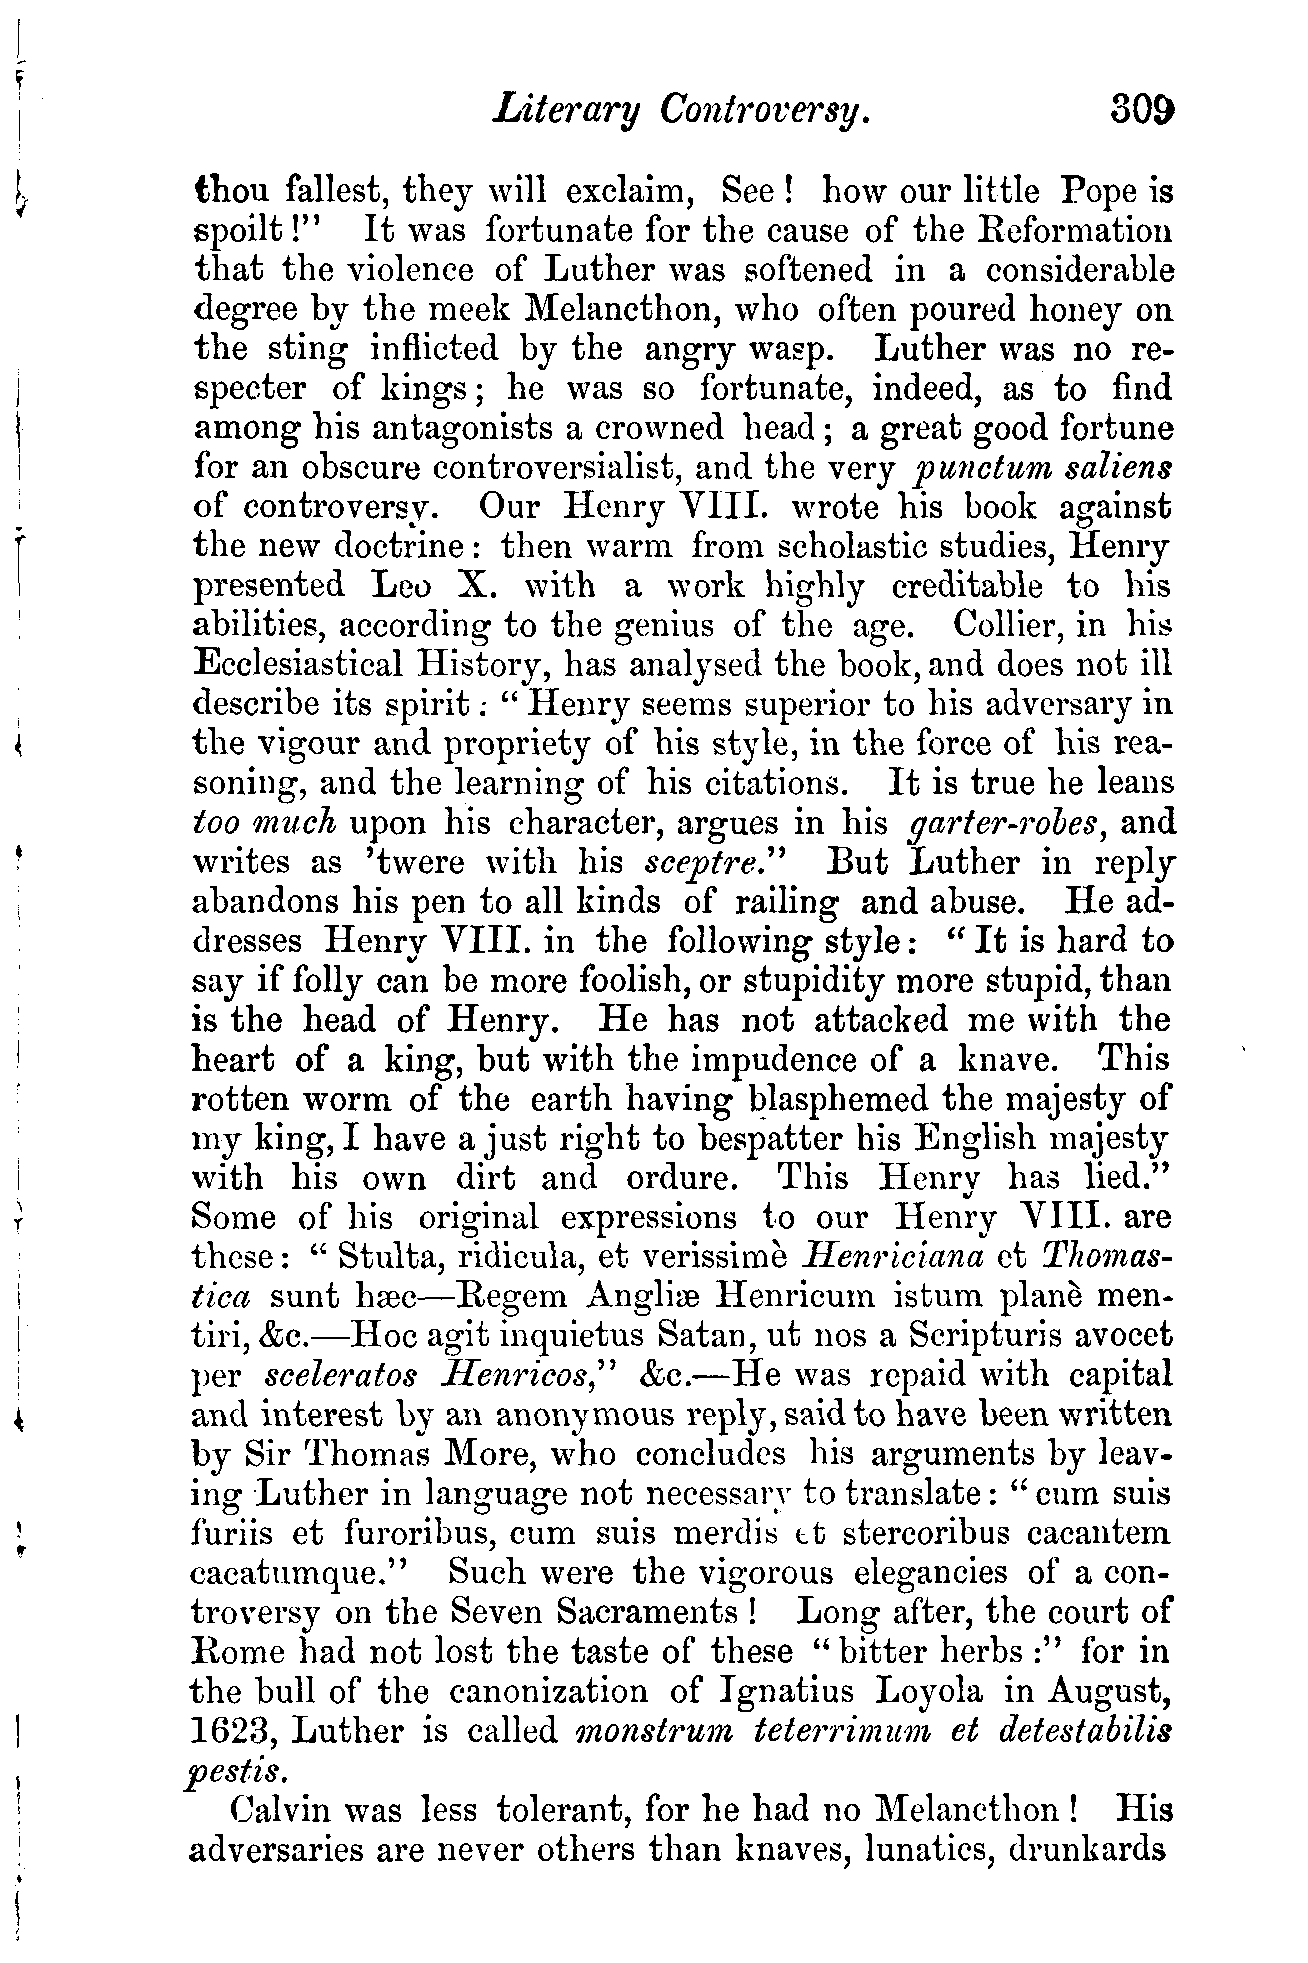 Literary Controversy. 309
thou fallest, they will exclaim, See! how our little Pope is
spoilt!" It was fortunate for the cause of the Reformation
that the violence of Luther was softened in a considerable
degree by the meek Melancthon, who often poured honey on
the sting inflicted by the angry wasp. Luther was no re-
specter of kings; he was so fortunate, indeed, as to find
among his antagonists a crowned head; a great good fortune
for an obscure controversialist, and the very punctum saliens
of controversy. Our Henry VIII. wrote his book against
the new doctrine: then warm from scholastic studies, Henry
presented Leo X. with a work highly creditable to his
abilities, according to the genius of the age. Collier, in his
Ecclesiastical History, has analysed the book, and does not ill
describe its spirit: "Henry seems superior to his adversary in
the vigour and propriety of his style, in the force of his rea-
soning, and the learning of his citations. It is true he leans
too much upon his character, argues in his garter-robes, and
writes as 'twere with his sceptre." But Luther in reply
abandons his pen to all kinds of railing and abuse. He ad-
dresses Henry VIII. in the following style: "It is hard to
say if folly can be more foolish, or stupidity more stupid, than
is the head of Henry. He has not attacked me with the
heart of a king, but with the impudence of a knave. This
rotten worm of the earth having blasphemed the majesty of
my king, I have a just right to bespatter his English majesty
with his own dirt and ordure. This Henry has lied."
Some of his original expressions to our Henry VIII. are
these: "Stulta, ridicula, et verissimè Henriciana et Thomas-
tica sunt hæc—Regem Angliæ Henricum istum planè men-
tiri, &c.—Hoc agit inquietus Satan, ut nos a Scripturis avocet
per sceleratos Henricos," &c.—He was repaid with capital
and interest by an anonymous reply, said to have been written
by Sir Thomas More, who concludes his arguments by leav-
ing Luther in language not necessary to translate: "cum suis
furiis et furoribus, cum suis merdis et stercoribus cacantem
cacatumque." Such were the vigorous elegancies of a con-
troversy on the Seven Sacraments! Long after, the court of
Rome had not lost the taste of these "bitter herbs:" for in
the bull of the canonization of Ignatius Loyola in August,
1623, Luther is called monstrum teterrimum et detestabilis
pestis.
Calvin was less tolerant, for he had no Melancthon! His
adversaries are never others than knaves, lunatics, drunkards